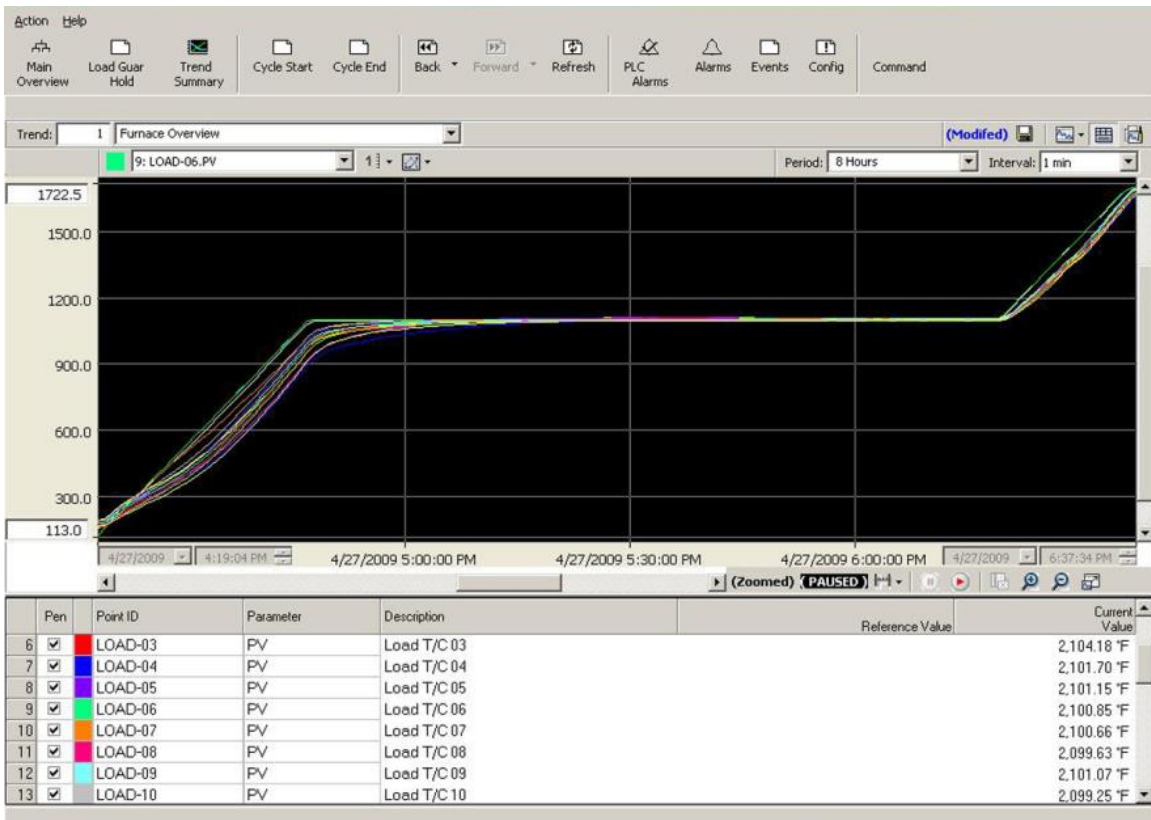 Action Help
Main Overview
Load Guar Hold
Trend Summary
Cycle Start
Cycle End
Back
Forward
Refresh
PLC Alarms
Alarms
Events
Config
Command
Trend: 1 Furnace Overview (Modifed)
9: LOAD-06.PV 1 Period: 8 Hours Interval: 1 min
1722.5
1500.0
1200.0
900.0
600.0
300.0
113.0
4/27/2009 4:19:04 PM 4/27/2009 5:00:00 PM 4/27/2009 5:30:00 PM 4/27/2009 6:00:00 PM 4/27/2009 6:37:34 PM
(Zoomed) (PAUSED)
Pen Point ID Parameter Description Reference Value Current Value
6 LOAD-03 PV Load T/C 03 2,104.18 °F
7 LOAD-04 PV Load T/C 04 2,101.70 °F
8 LOAD-05 PV Load T/C 05 2,101.15 °F
9 LOAD-06 PV Load T/C 06 2,100.85 °F
10 LOAD-07 PV Load T/C 07 2,100.66 °F
11 LOAD-08 PV Load T/C 08 2,099.63 °F
12 LOAD-09 PV Load T/C 09 2,101.07 °F
13 LOAD-10 PV Load T/C 10 2,099.25 °F